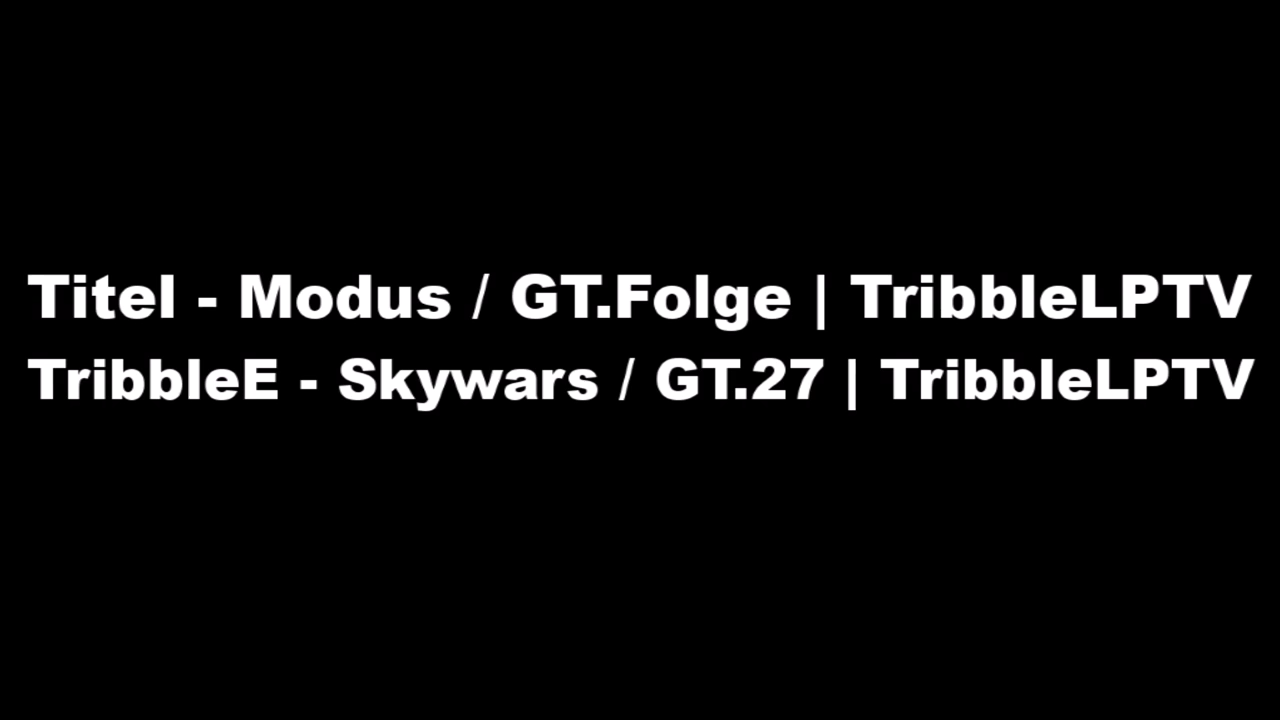 Titel - Modus / GT.Folge | TribbleLPTV
TribbleE - Skywars / GT.27 | TribbleLPTV